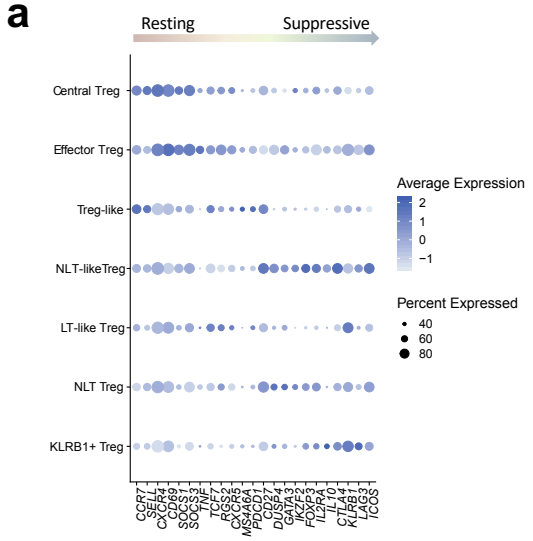 a
Resting Suppressive
Central Treg
Effector Treg
Treg-like
NLT-likeTreg
LT-like Treg
NLT Treg
KLRB1+ Treg
CCR7
SELL
CXCR4
CD69
SOCS1
SOCS3
TNF
TCF7
RGS2
CXCR5
MS4A6A
PDCD1
CD27
DUSP4
GATA3
IKZF2
FOXP3
IL2RA
IL10
CTLA4
KLRB1
LAG3
ICOS
Average Expression
2
1
0
−1
Percent Expressed
40
60
80